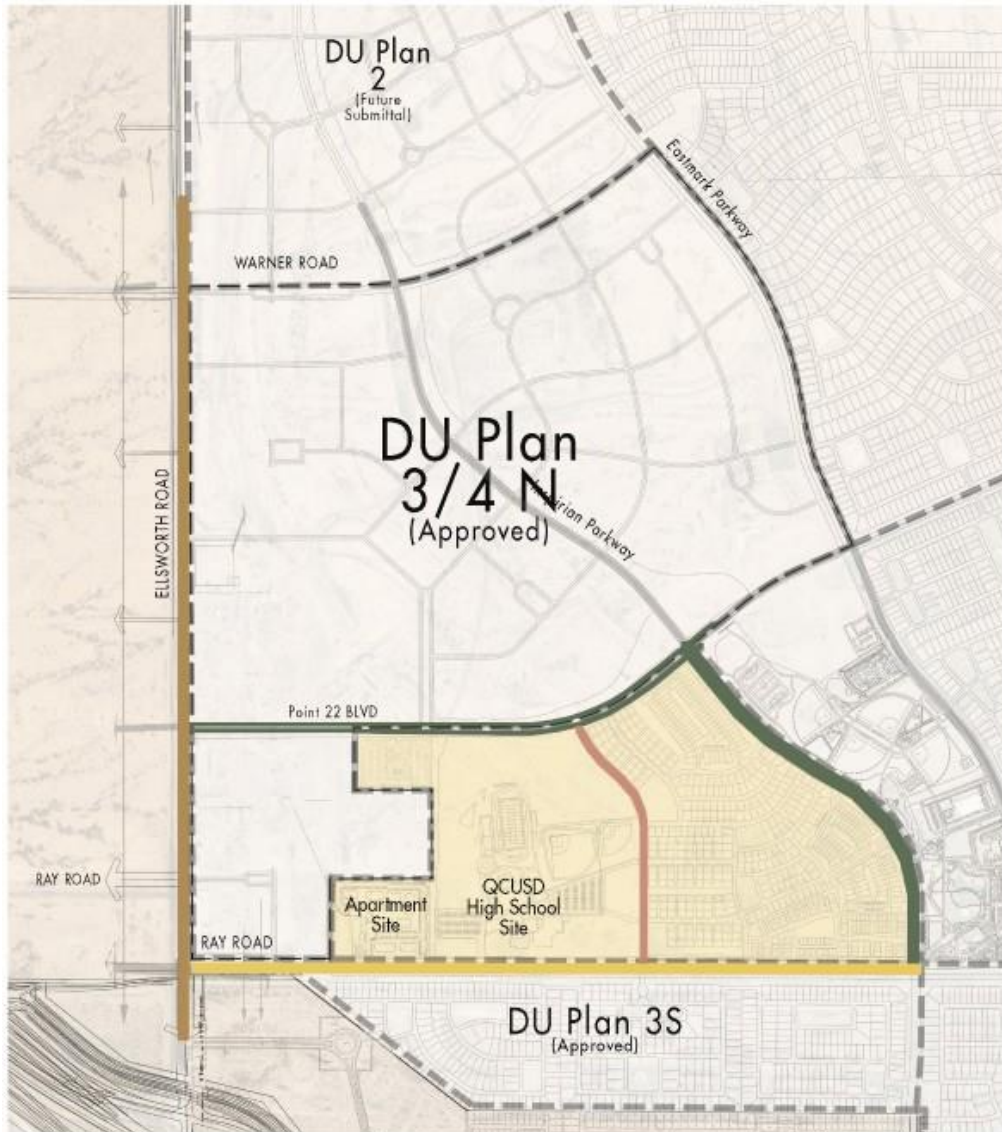 DU Plan
2
(Future
Submittal)
Eastmark Parkway
WARNER ROAD
DU Plan
3/4 N
(Approved)
Parkway
ELLSWORTH ROAD
Point 22 BLVD
RAY ROAD
Apartment
Site
QCUSD
High School
Site
RAY ROAD
DU Plan 3S
(Approved)